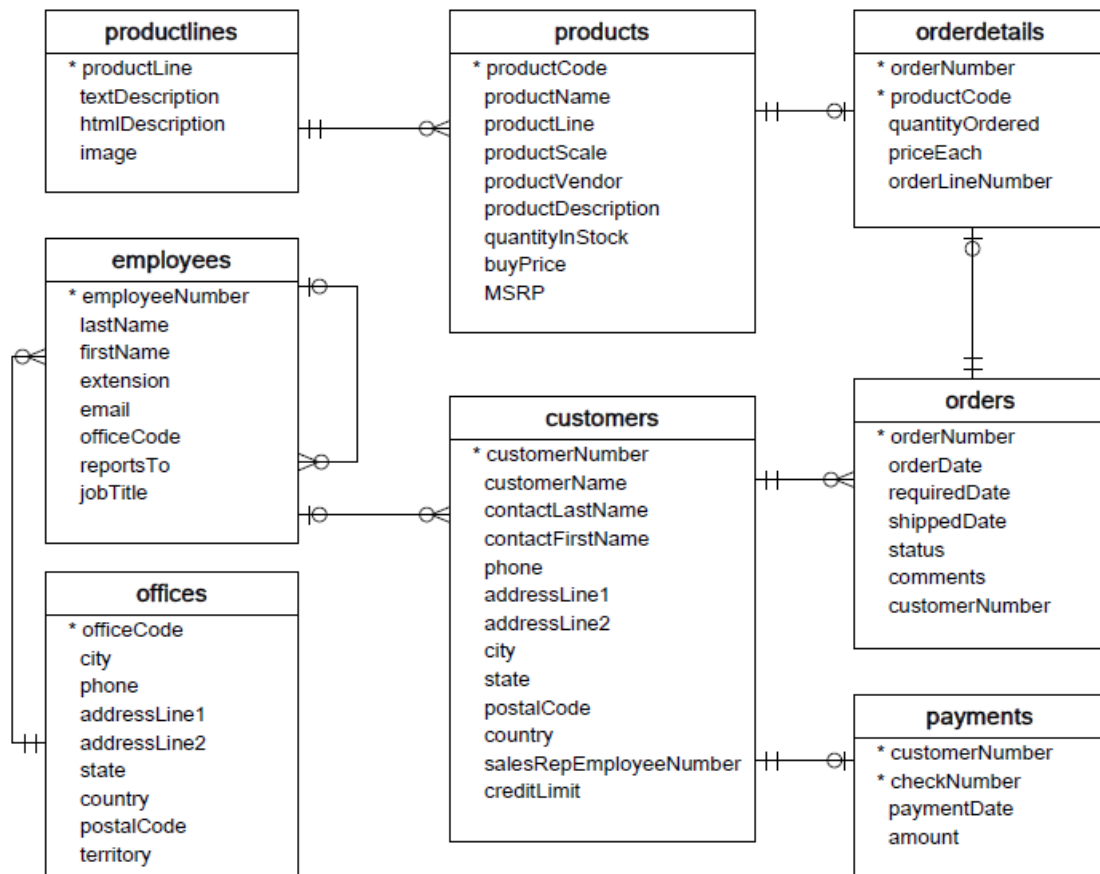 productlines
* productLine
textDescription
htmlDescription
image
products
* productCode
productName
productLine
productScale
productVendor
productDescription
quantityInStock
buyPrice
MSRP
orderdetails
* orderNumber
* productCode
quantityOrdered
priceEach
orderLineNumber
employees
* employeeNumber
lastName
firstName
extension
email
officeCode
reportsTo
jobTitle
customers
* customerNumber
customerName
contactLastName
contactFirstName
phone
addressLine1
addressLine2
city
state
postalCode
country
salesRepEmployeeNumber
creditLimit
orders
* orderNumber
orderDate
requiredDate
shippedDate
status
comments
customerNumber
offices
* officeCode
city
phone
addressLine1
addressLine2
state
country
postalCode
territory
payments
* customerNumber
* checkNumber
paymentDate
amount